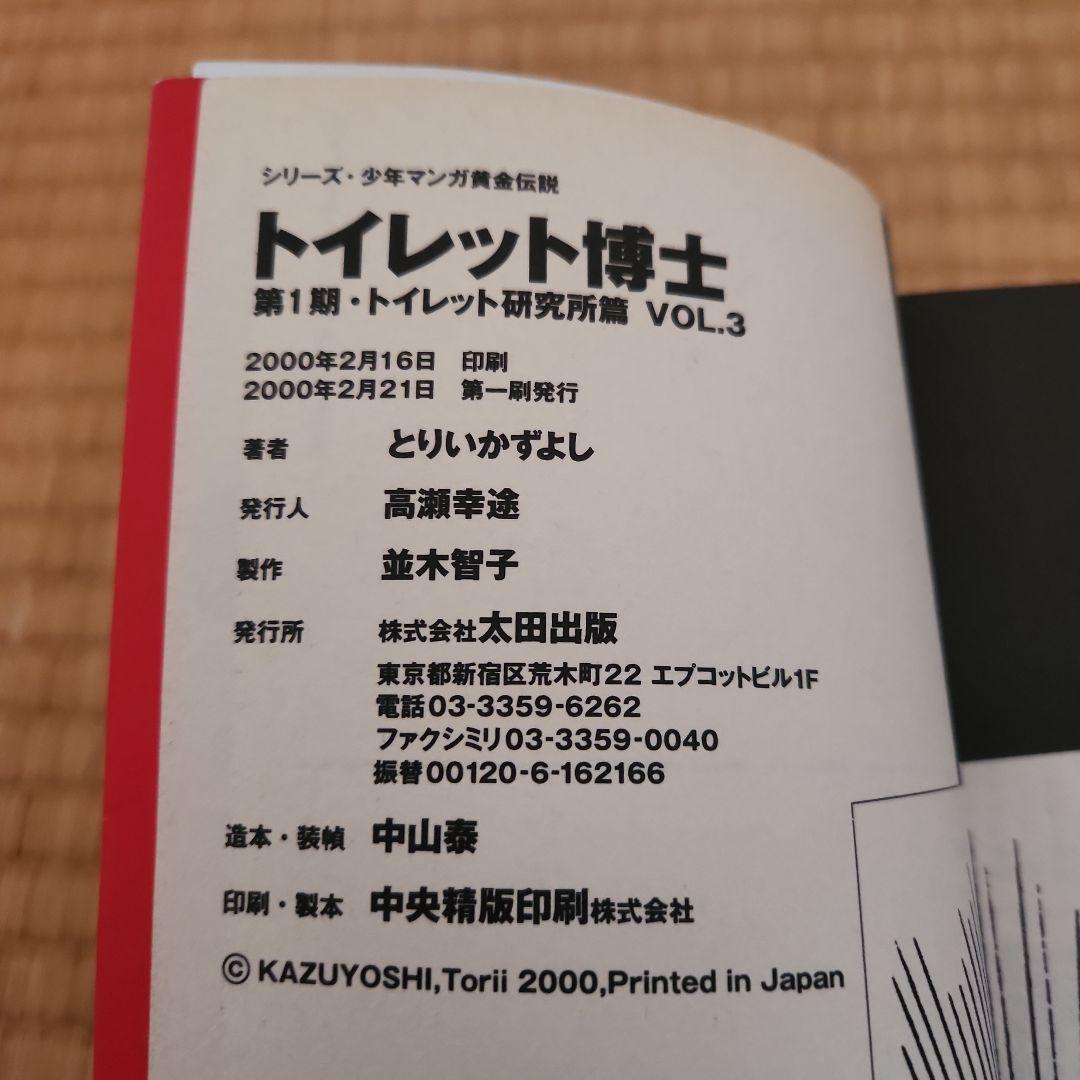 シリーズ・少年マンガ黄金伝説
トイレット博士
第1期・トイレット研究所篇 VOL.3
2000年2月16日 印刷
2000年2月21日 第一刷発行
著者 とりいかずよし
発行人 高瀬幸途
製作 並木智子
発行所 株式会社太田出版
東京都新宿区荒木町22 エプコットビル1F
電話03-3359-6262
ファクシミリ03-3359-0040
振替00120-6-162166
造本・装幀 中山泰
印刷・製本 中央精版印刷株式会社
©KAZUYOSHI,Torii 2000,Printed in Japan